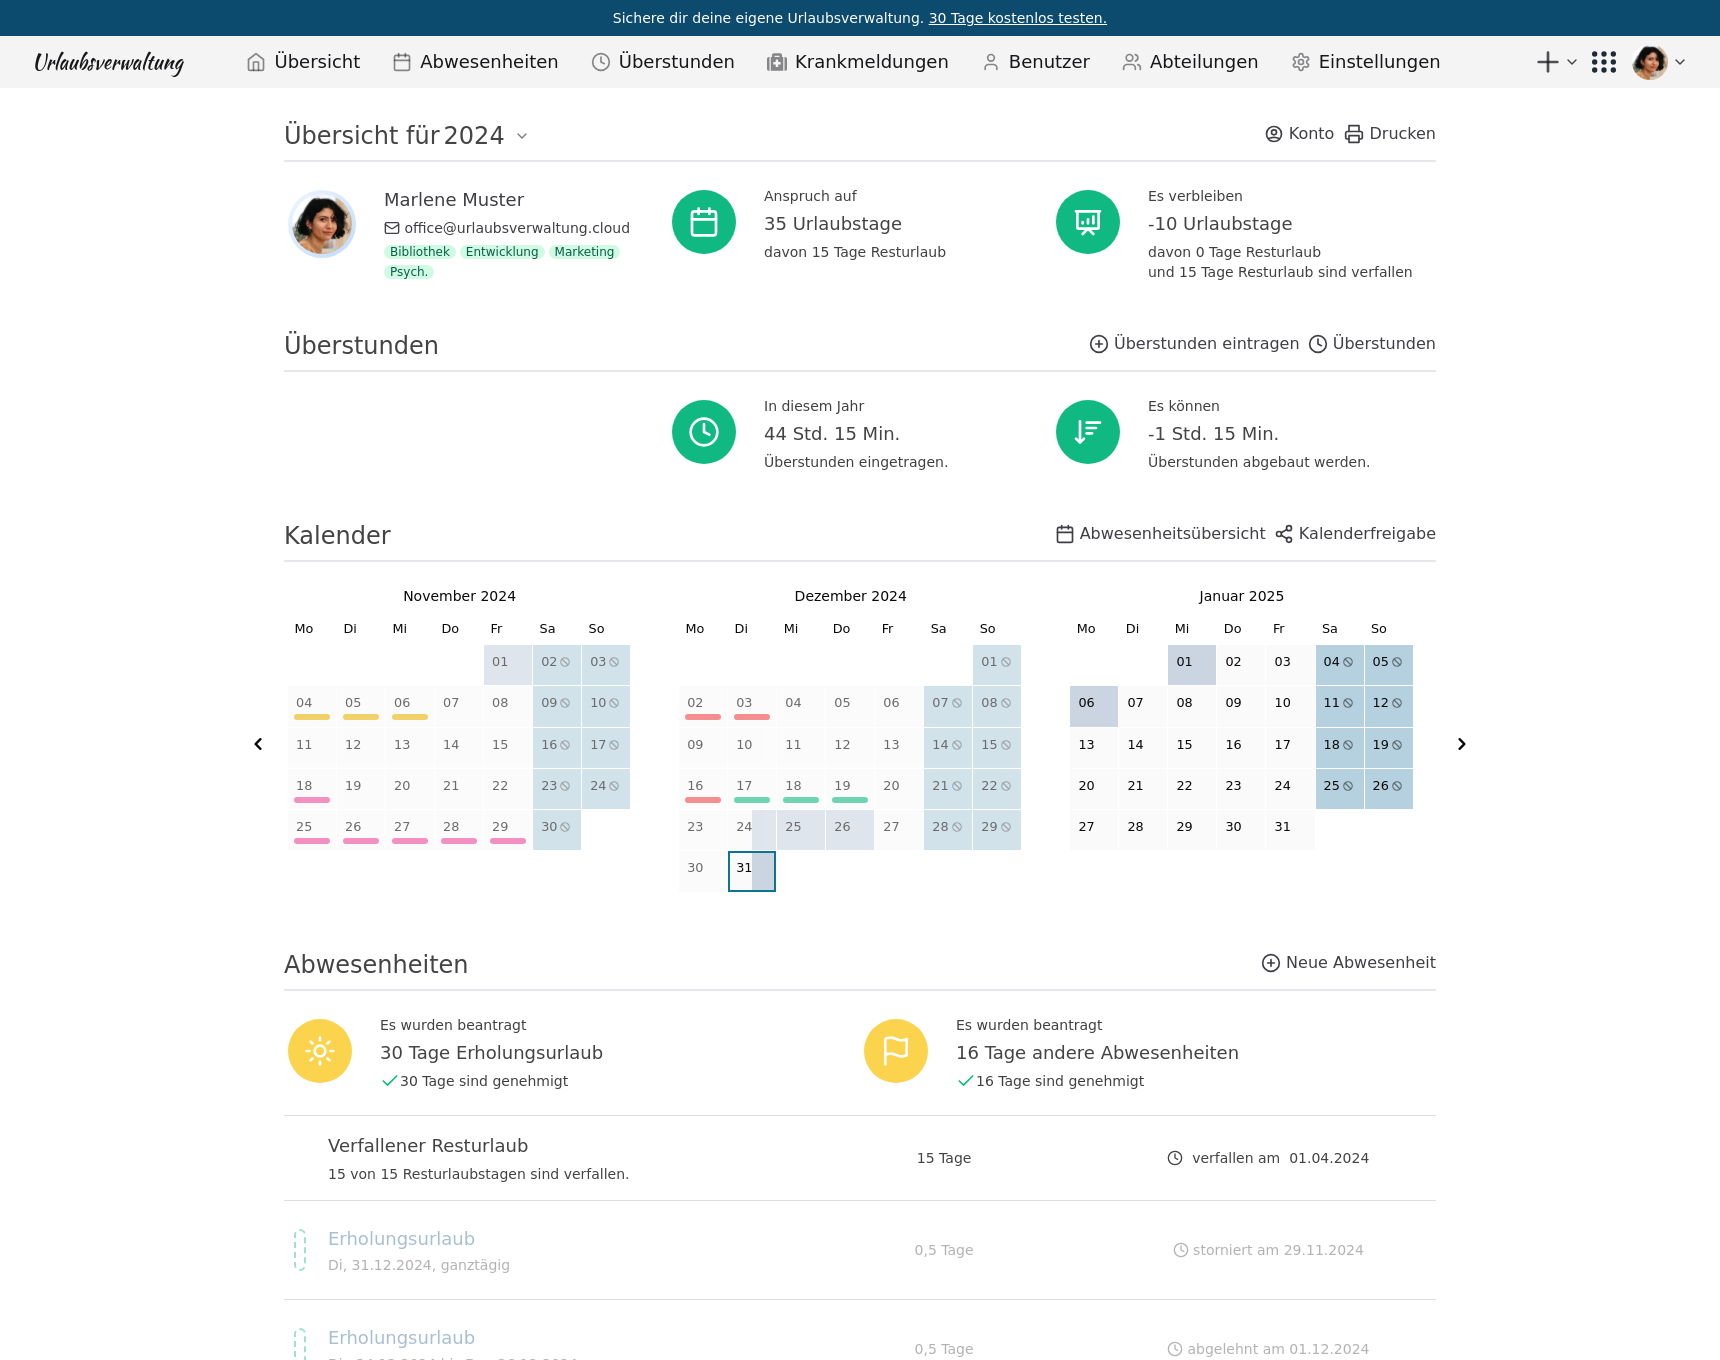 Sichere dir deine eigene Urlaubsverwaltung. 30 Tage kostenlos testen.
Urlaubsverwaltung Übersicht Abwesenheiten Überstunden Krankmeldungen Benutzer Abteilungen Einstellungen
Übersicht für 2024 Konto Drucken
Marlene Muster
office@urlaubsverwaltung.cloud
Bibliothek Entwicklung Marketing
Psych.
Anspruch auf
35 Urlaubstage
davon 15 Tage Resturlaub
Es verbleiben
-10 Urlaubstage
davon 0 Tage Resturlaub
und 15 Tage Resturlaub sind verfallen
Überstunden Überstunden eintragen Überstunden
In diesem Jahr
44 Std. 15 Min.
Überstunden eingetragen.
Es können
-1 Std. 15 Min.
Überstunden abgebaut werden.
Kalender Abwesenheitsübersicht Kalenderfreigabe
November 2024
Mo Di Mi Do Fr Sa So
01 02 03
04 05 06 07 08 09 10
11 12 13 14 15 16 17
18 19 20 21 22 23 24
25 26 27 28 29 30
Dezember 2024
Mo Di Mi Do Fr Sa So
01
02 03 04 05 06 07 08
09 10 11 12 13 14 15
16 17 18 19 20 21 22
23 24 25 26 27 28 29
30 31
Januar 2025
Mo Di Mi Do Fr Sa So
01 02 03 04 05
06 07 08 09 10 11 12
13 14 15 16 17 18 19
20 21 22 23 24 25 26
27 28 29 30 31
Abwesenheiten Neue Abwesenheit
Es wurden beantragt
30 Tage Erholungsurlaub
30 Tage sind genehmigt
Es wurden beantragt
16 Tage andere Abwesenheiten
16 Tage sind genehmigt
Verfallener Resturlaub
15 von 15 Resturlaubstagen sind verfallen.
15 Tage
verfallen am 01.04.2024
Erholungsurlaub
Di, 31.12.2024, ganztägig
0,5 Tage
storniert am 29.11.2024
Erholungsurlaub
0,5 Tage
abgelehnt am 01.12.2024